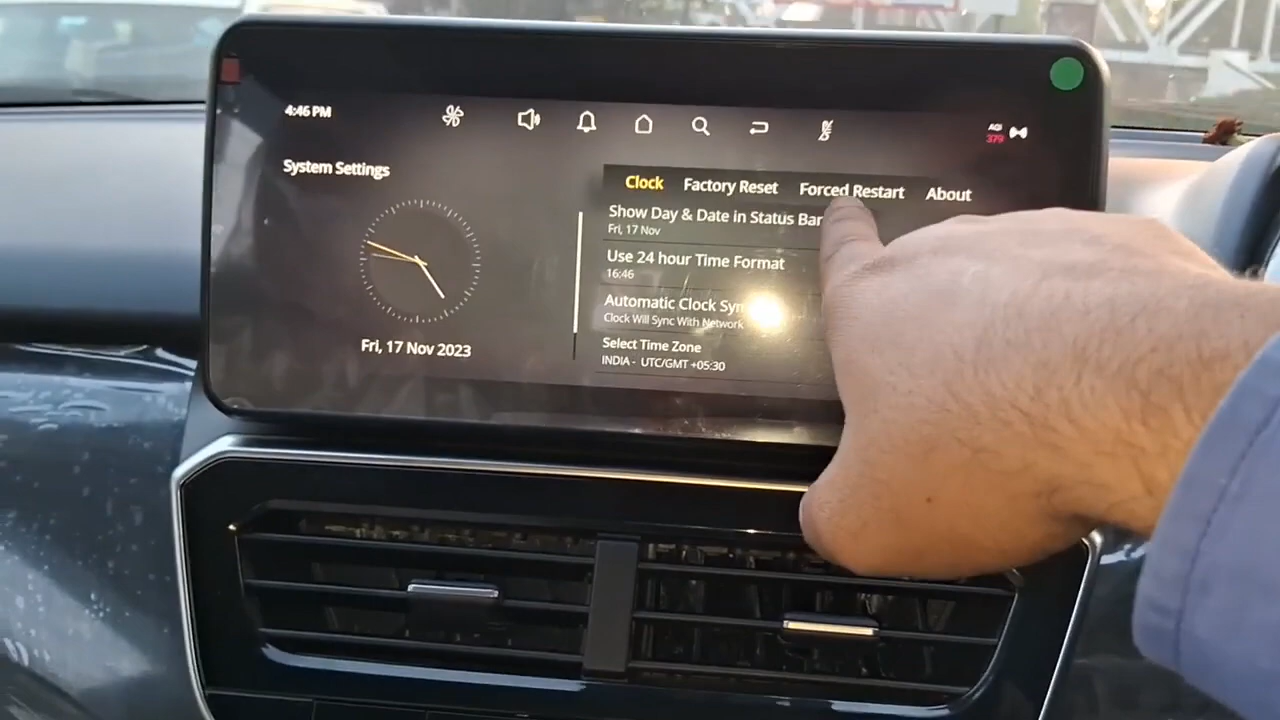 4:46 PM
AQI
379
System Settings
Clock Factory Reset Forced Restart About
Show Day & Date in Status Bar
Fri, 17 Nov
Use 24 hour Time Format
16:46
Automatic Clock
Clock Will Sync With Network
Select Time Zone
INDIA - UTC/GMT +05:30
Fri, 17 Nov 2023